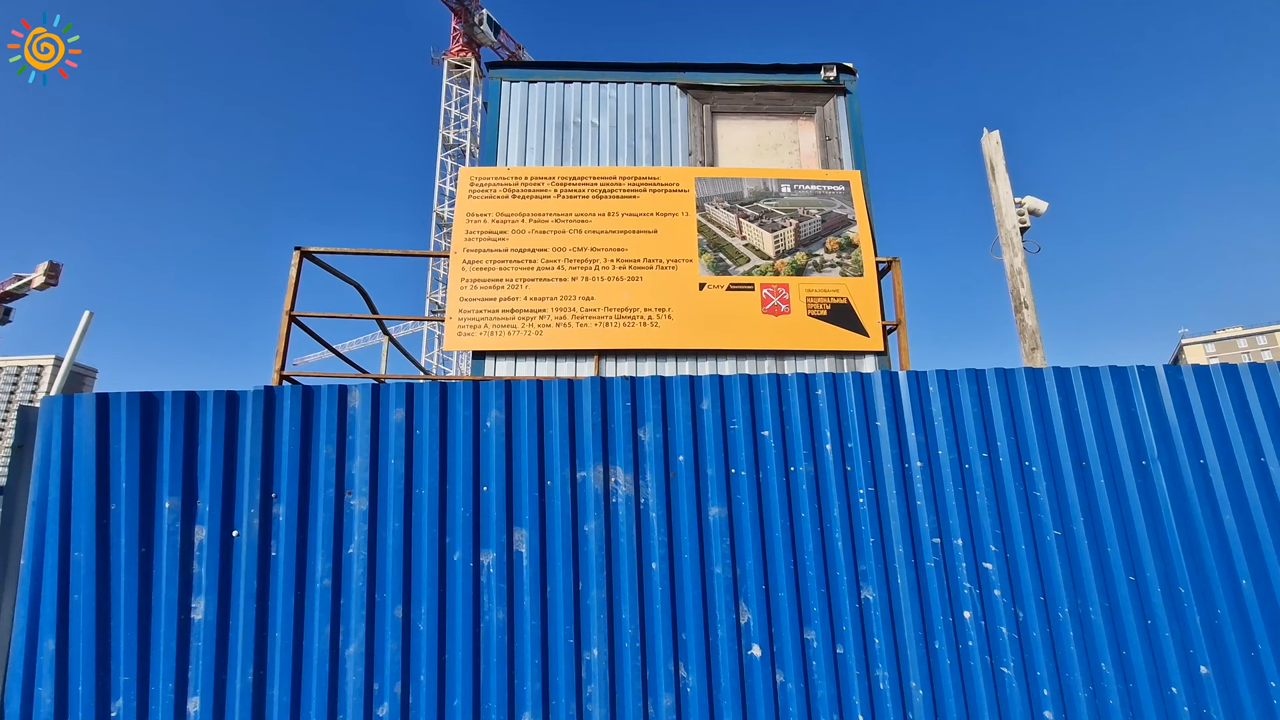 Строительство в рамках государственной программы:
Федеральный проект «Современная школа» национального
проекта «Образование» в рамках государственной программы
Российской Федерации «Развитие образования»
Объект: Общеобразовательная школа на 825 учащихся Корпус 13.
Этап 6. Квартал 4. Район «Юнтолово»
Застройщик: ООО «Главстрой-СПб специализированный
застройщик»
Генеральный подрядчик: ООО «СМУ-Юнтолово»
Адрес строительства: Санкт-Петербург, 3-я Конная Лахта, участок
6, (северо-восточнее дома 45, литера Д по 3-ей Конной Лахте)
Разрешение на строительство: № 78-015-0765-2021
от 26 ноября 2021 г.
Окончание работ: 4 квартал 2023 года.
Контактная информация: 199034, Санкт-Петербург, вн.тер.г.
муниципальный округ №7, наб. Лейтенанта Шмидта, д. 5/16,
литера А, помещ. 2-Н, ком. №65, Тел.: +7(812) 622-18-52,
Факс: +7(812) 677-72-02
ГЛАВСТРОЙ
САНКТ-ПЕТЕРБУРГ
СМУ ЮНТОЛОВО
ОБРАЗОВАНИЕ
НАЦИОНАЛЬНЫЕ
ПРОЕКТЫ
РОССИИ